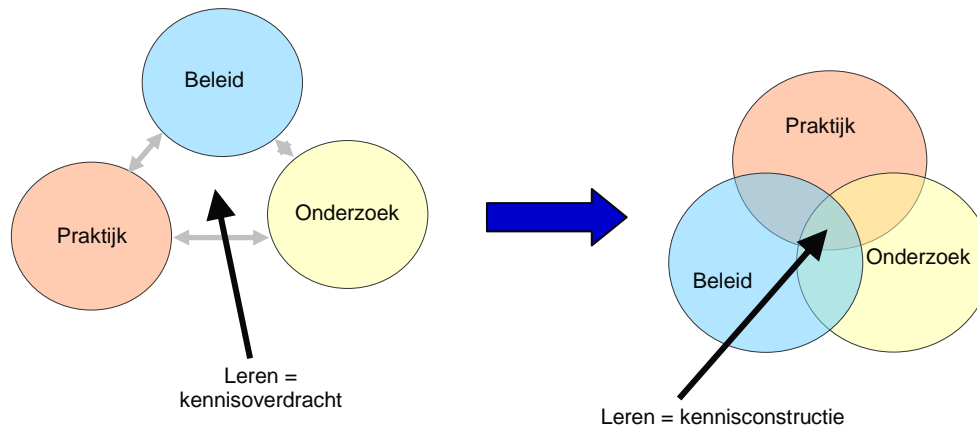 Beleid
Onderzoek
Praktijk
Leren =
kennisoverdracht
Praktijk
Beleid
Onderzoek
Leren = kennisconstructie